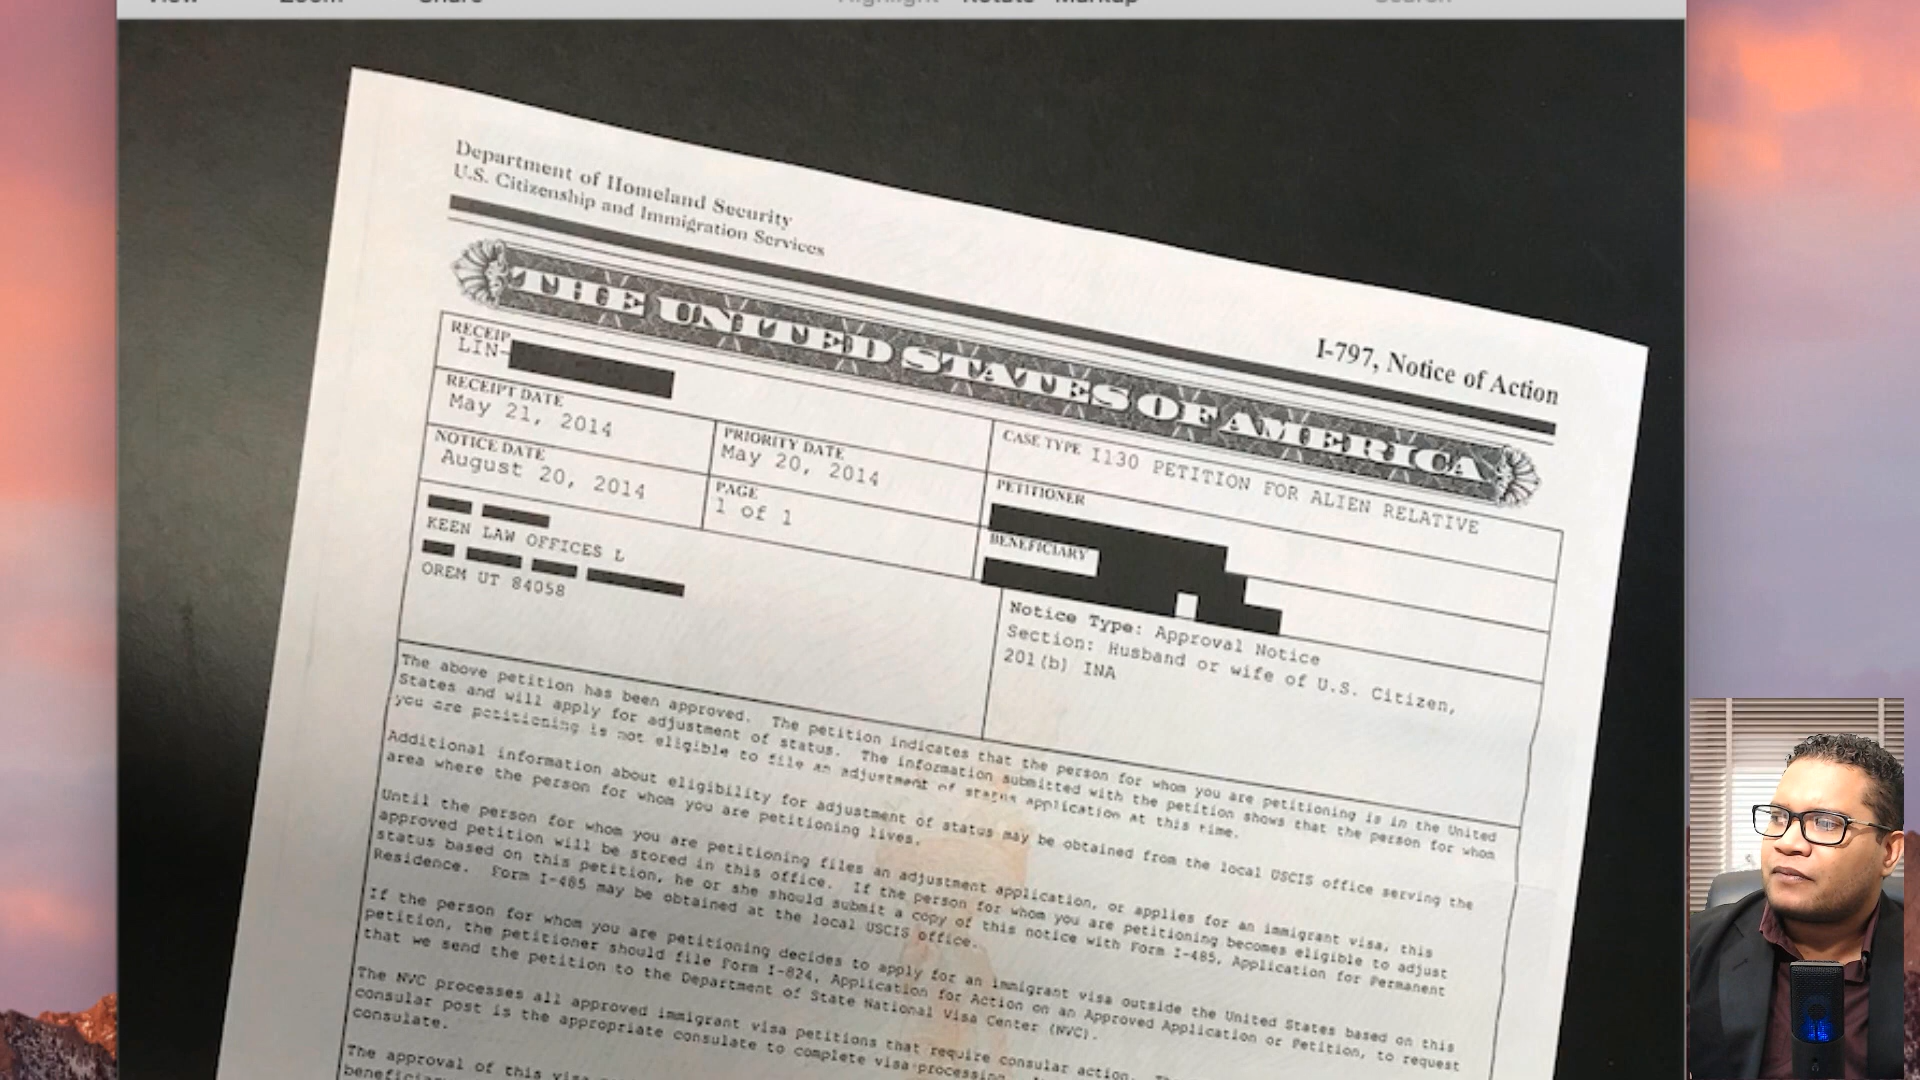 Department of Homeland Security
U.S. Citizenship and Immigration Services
I-797, Notice of Action
THE UNITED STATES OF AMERICA
RECEIP
LIN-
CASE TYPE I130 PETITION FOR ALIEN RELATIVE
RECEIPT DATE
May 21, 2014
PRIORITY DATE
May 20, 2014
PETITIONER
NOTICE DATE
August 20, 2014
PAGE
1 of 1
BENEFICIARY
KEEN LAW OFFICES L
OREM UT 84058
Notice Type: Approval Notice
Section: Husband or wife of U.S. Citizen,
201(b) INA
The above petition has been approved. The petition indicates that the person for whom you are petitioning is in the United
States and will apply for adjustment of status. The information submitted with the petition shows that the person for whom
you are petitioning is not eligible to file an adjustment of status application at this time.
Additional information about eligibility for adjustment of status may be obtained from the local USCIS office serving the
area where the person for whom you are petitioning lives.
Until the person for whom you are petitioning files an adjustment application, or applies for an immigrant visa, this
approved petition will be stored in this office. If the person for whom you are petitioning becomes eligible to adjust
status based on this petition, he or she should submit a copy of this notice with Form I-485, Application for Permanent
Residence. Form I-485 may be obtained at the local USCIS office.
If the person for whom you are petitioning decides to apply for an immigrant visa outside the United States based on this
petition, the petitioner should file Form I-824, Application for Action on an Approved Application or Petition, to request
that we send the petition to the Department of State National Visa Center (NVC).
The NVC processes all approved immigrant visa petitions that require consular action.
consular post is the appropriate consulate to complete visa processing.
consulate.
The approval of this visa